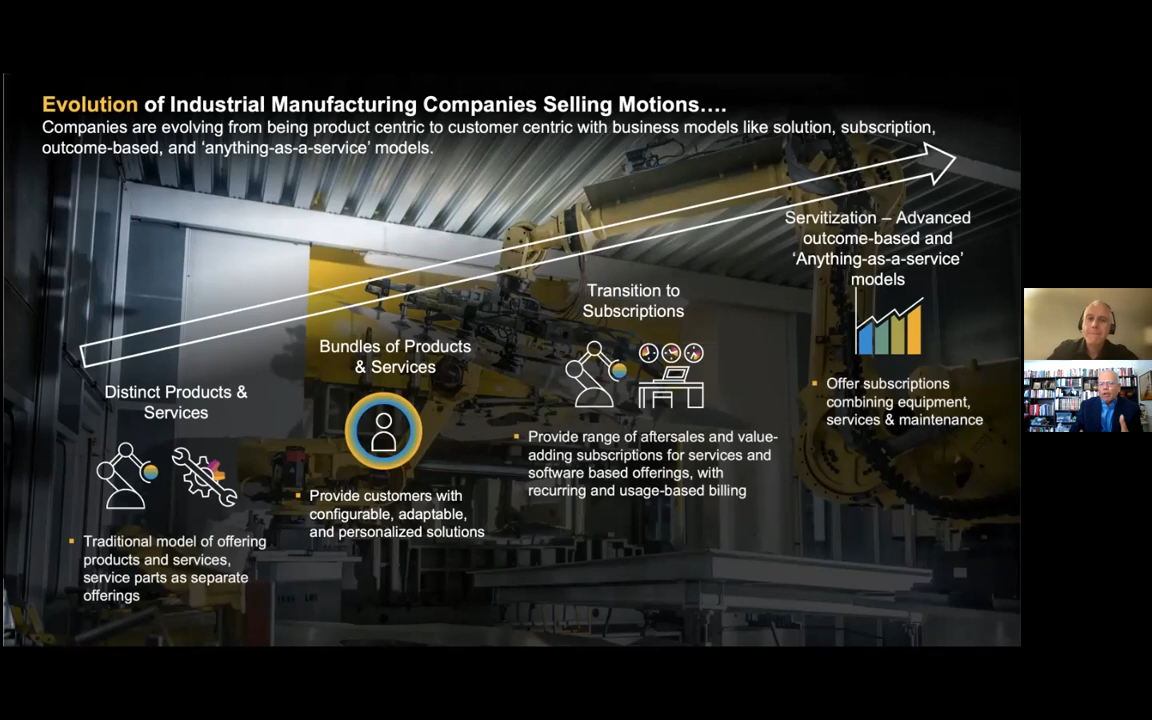 Evolution of Industrial Manufacturing Companies Selling Motions….
Companies are evolving from being product centric to customer centric with business models like solution, subscription,
outcome-based, and ‘anything-as-a-service’ models.
Distinct Products &
Services
▪ Traditional model of offering
products and services,
service parts as separate
offerings
Bundles of Products
& Services
▪ Provide customers with
configurable, adaptable,
and personalized solutions
Transition to
Subscriptions
▪ Provide range of aftersales and value-
adding subscriptions for services and
software based offerings, with
recurring and usage-based billing
Servitization – Advanced
outcome-based and
‘Anything-as-a-service’
models
▪ Offer subscriptions
combining equipment,
services & maintenance